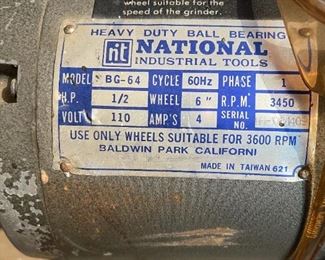 wheel suitable for the
speed of the grinder.
HEAVY DUTY BALL BEARING
nit NATIONAL
INDUSTRIAL TOOLS
MODEL BG-64 CYCLE 60Hz PHASE 1
H.P. 1/2 WHEEL 6" R.P.M. 3450
VOLT 110 AMP'S 4 SERIAL NO.
USE ONLY WHEELS SUITABLE FOR 3600 RPM
BALDWIN PARK CALIFORNI
MADE IN TAIWAN 621